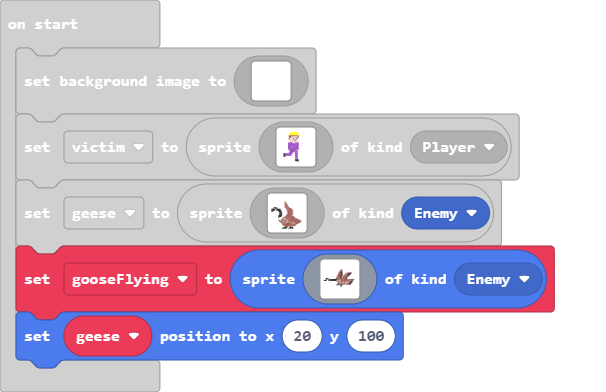 on start
set background image to
set victim to sprite of kind Player
set geese to sprite of kind Enemy
set gooseFlying to sprite of kind Enemy
set geese position to x 20 y 100